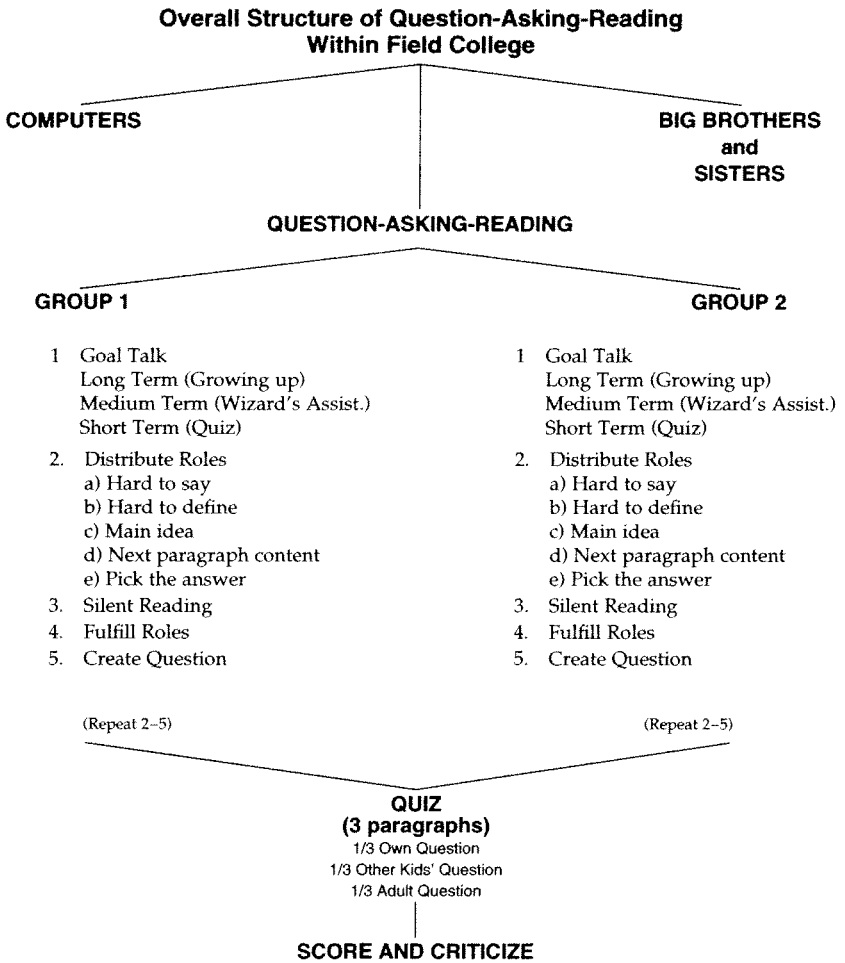 Overall Structure of Question-Asking-Reading
Within Field College
COMPUTERS
BIG BROTHERS
and
SISTERS
QUESTION-ASKING-READING
GROUP 1
1 Goal Talk
Long Term (Growing up)
Medium Term (Wizard's Assist.)
Short Term (Quiz)
2. Distribute Roles
a) Hard to say
b) Hard to define
c) Main idea
d) Next paragraph content
e) Pick the answer
3. Silent Reading
4. Fulfill Roles
5. Create Question
(Repeat 2–5)
GROUP 2
1 Goal Talk
Long Term (Growing up)
Medium Term (Wizard's Assist.)
Short Term (Quiz)
2. Distribute Roles
a) Hard to say
b) Hard to define
c) Main idea
d) Next paragraph content
e) Pick the answer
3. Silent Reading
4. Fulfill Roles
5. Create Question
(Repeat 2–5)
QUIZ
(3 paragraphs)
1/3 Own Question
1/3 Other Kids' Question
1/3 Adult Question
SCORE AND CRITICIZE